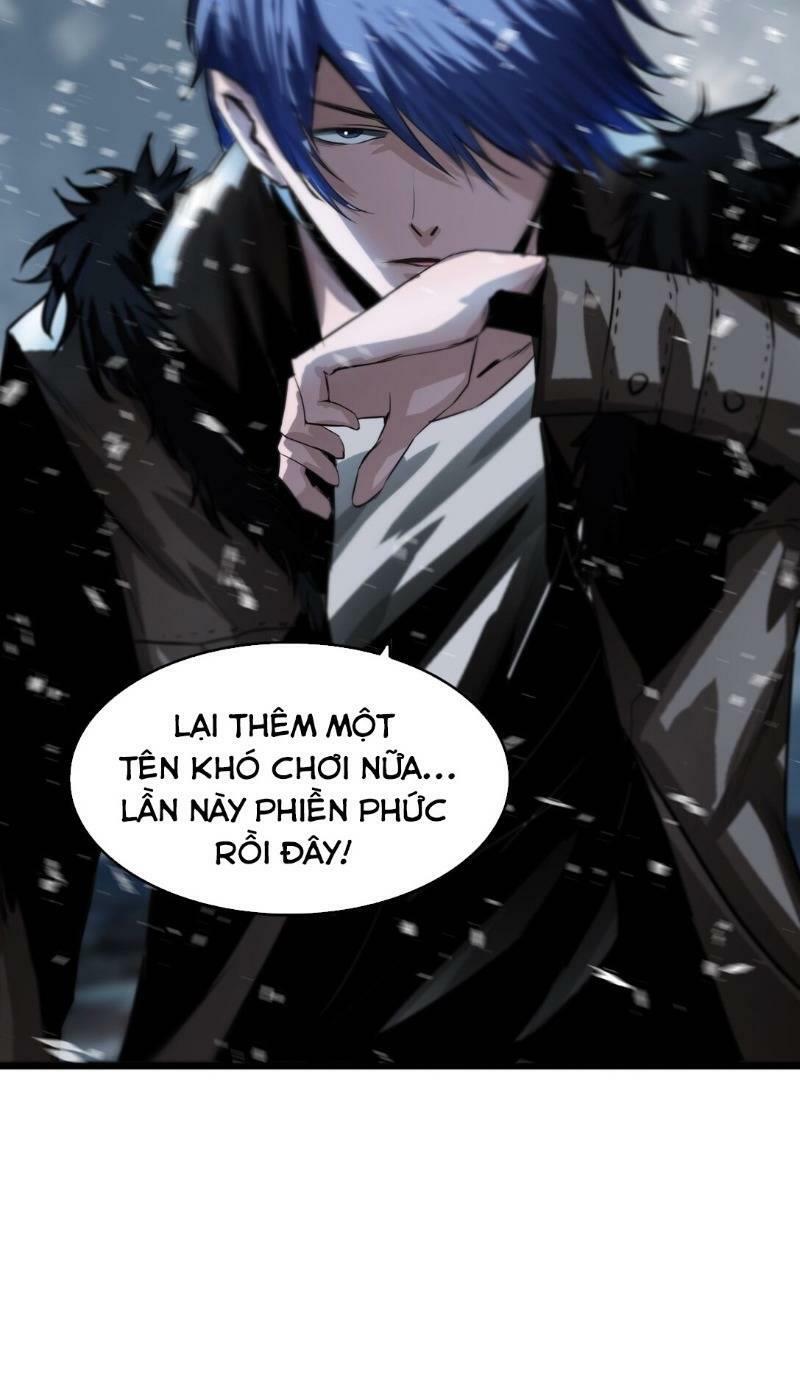 LẠI THÊM MỘT
TÊN KHÓ CHƠI NỮA...
LẦN NÀY PHIỀN PHỨC
RỒI ĐÂY!